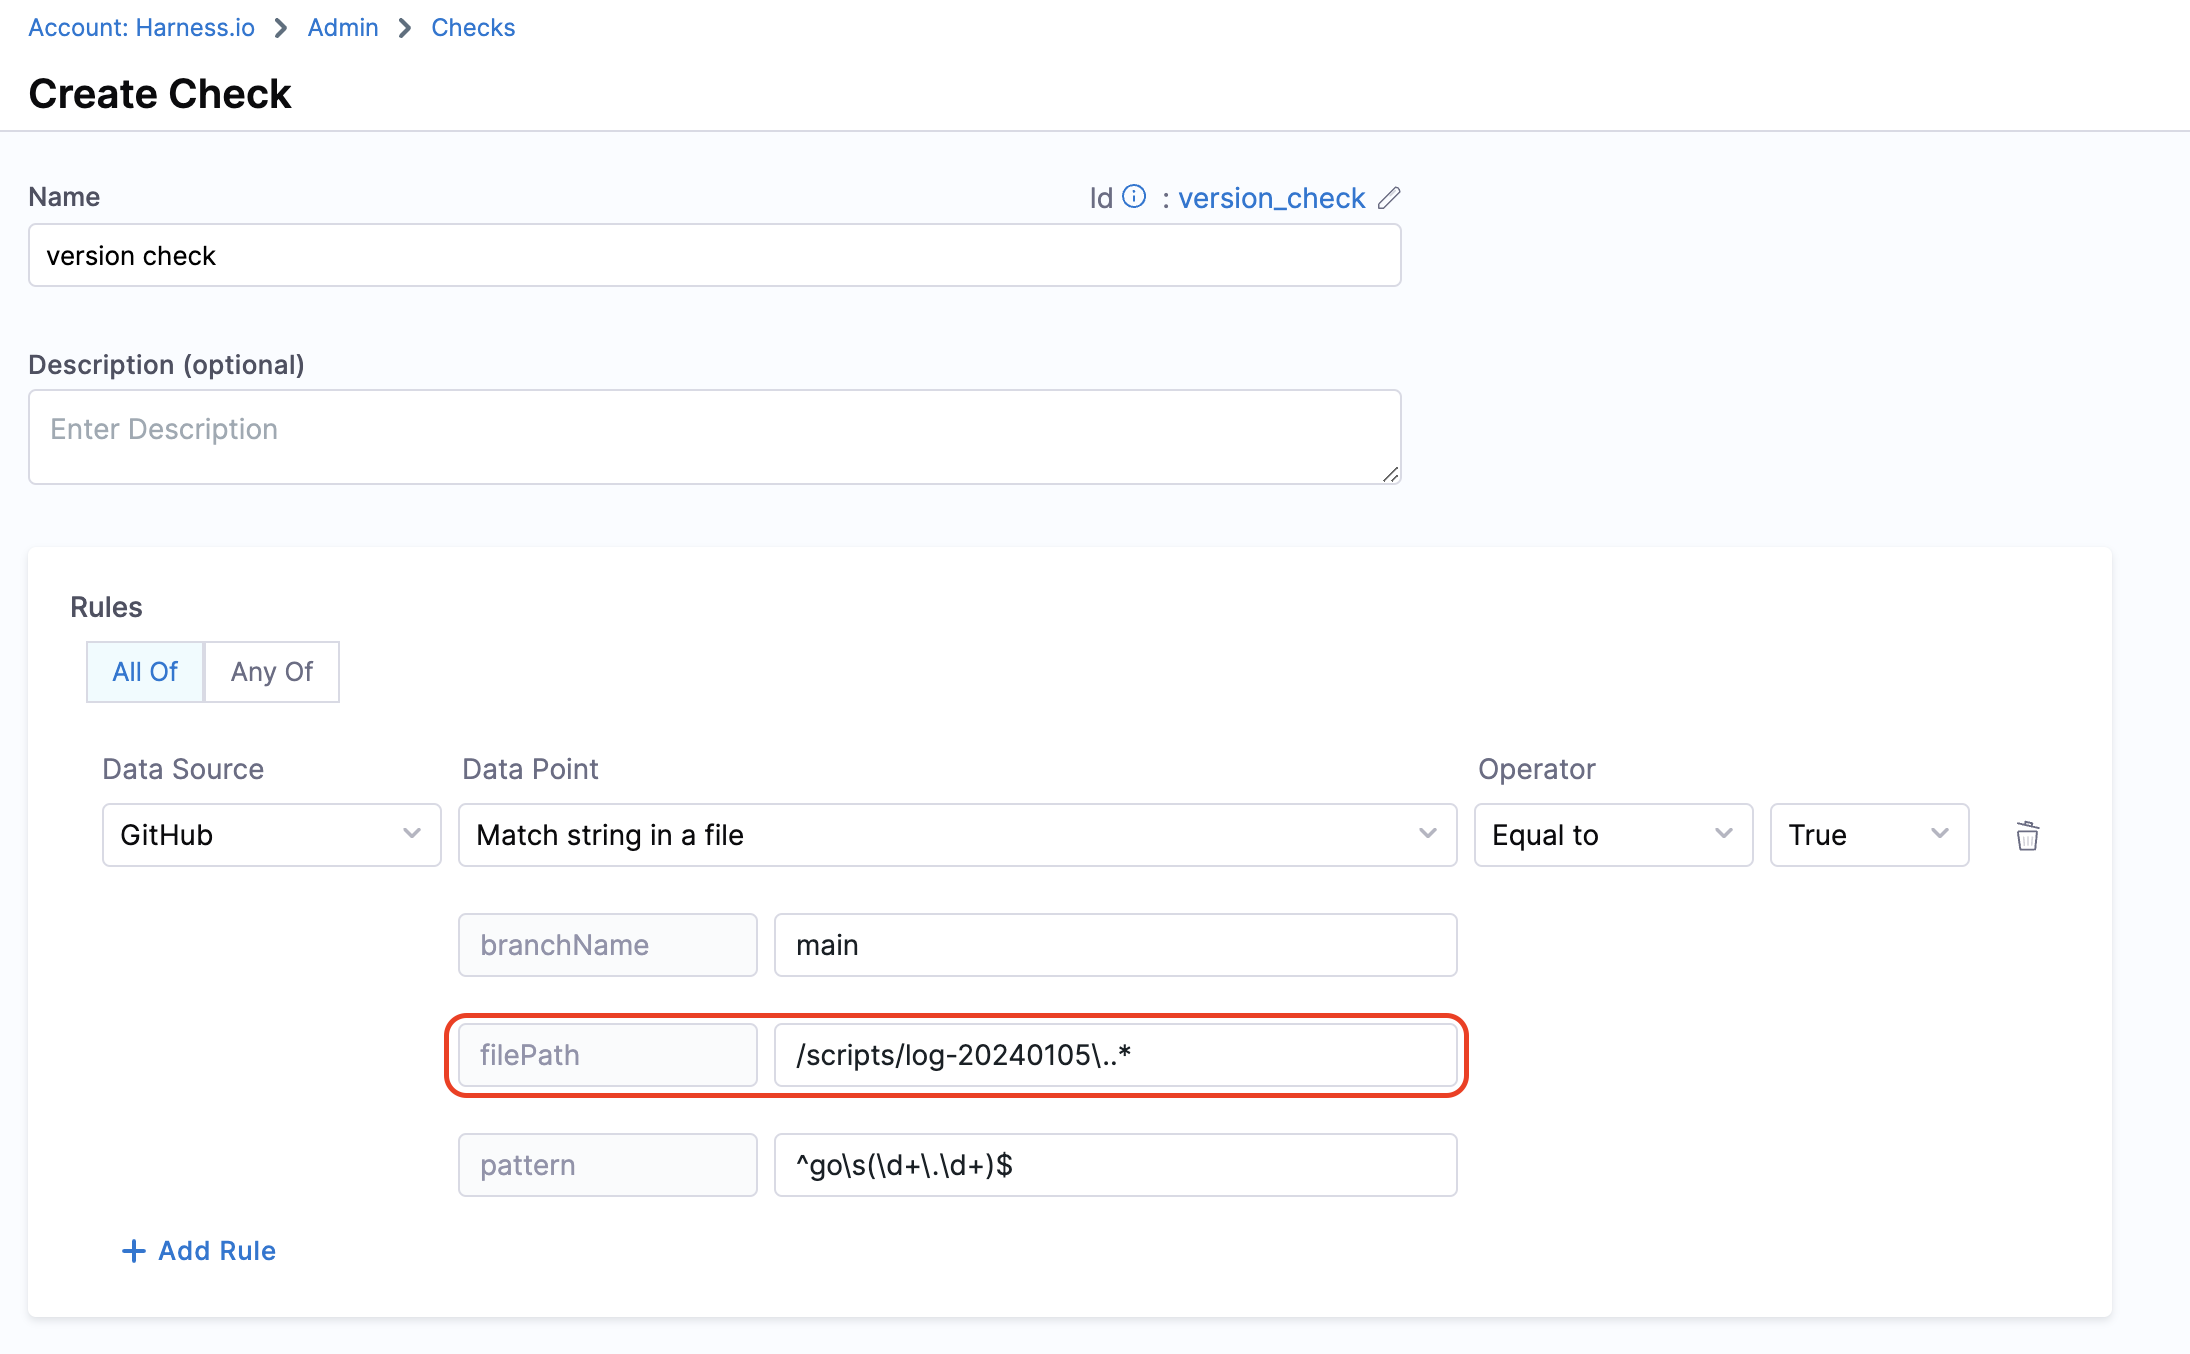 Account: Harness.io > Admin > Checks
Create Check
Name
Id : version_check
version check
Description (optional)
Enter Description
Rules
All Of Any Of
Data Source Data Point Operator
GitHub Match string in a file Equal to True
branchName main
filePath /scripts/log-20240105\..*
pattern ^go\s(\d+\.\d+)$
+ Add Rule